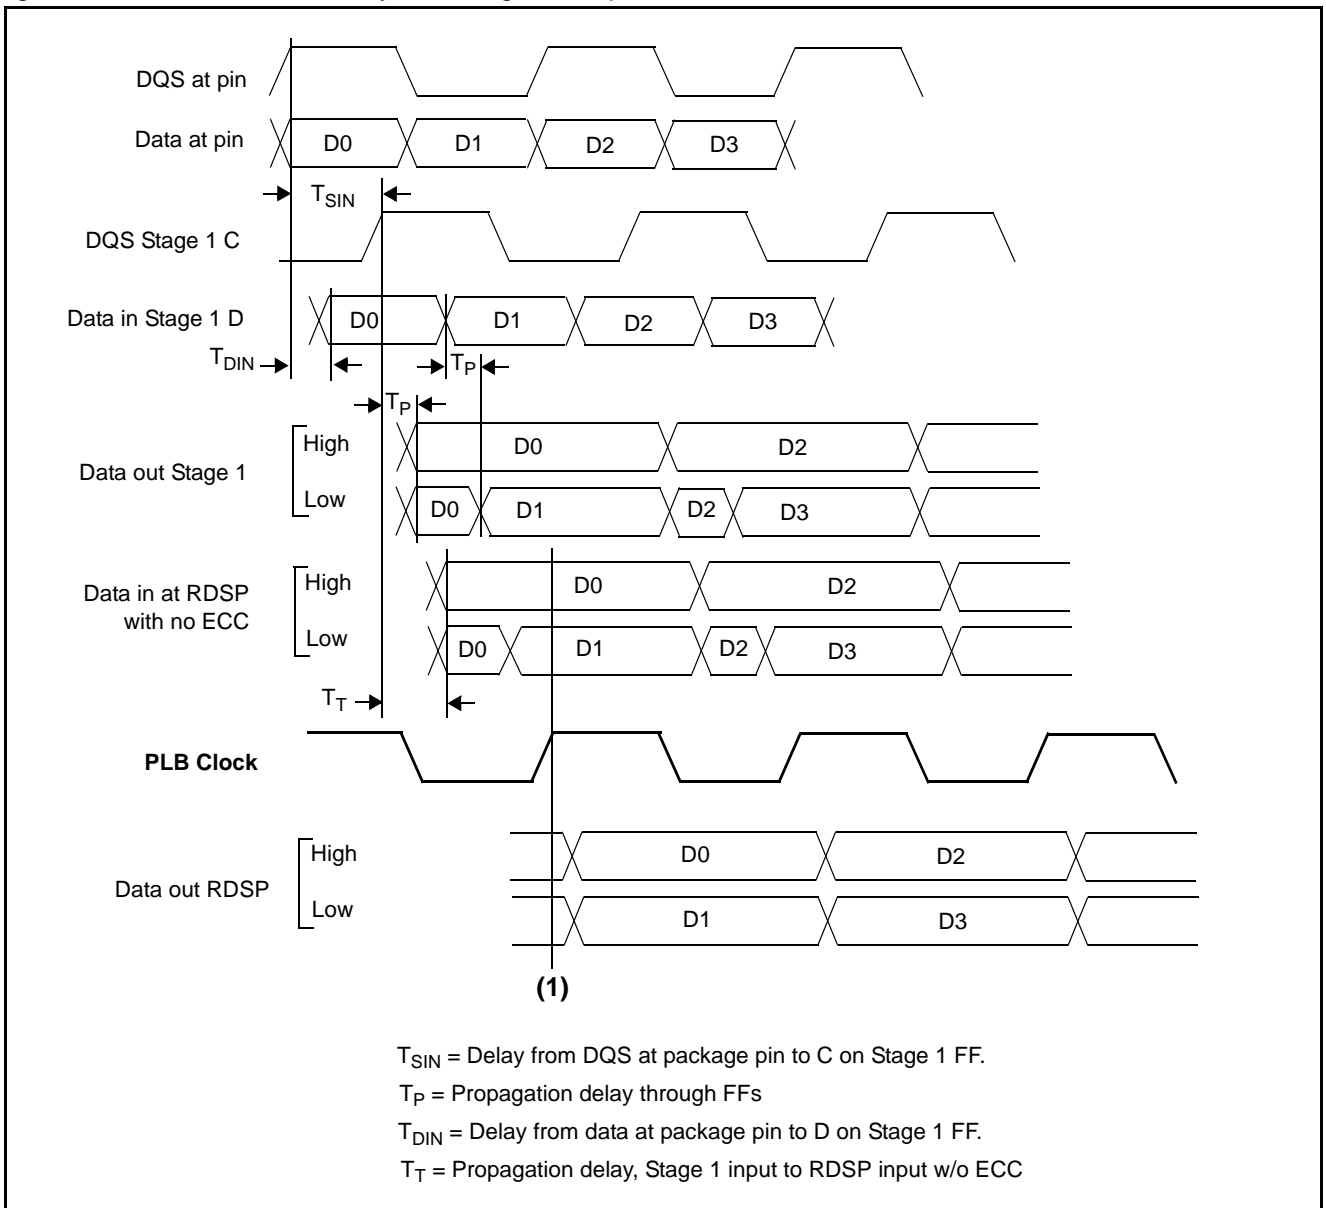 DQS at pin
Data at pin
D0 D1 D2 D3
TSIN
DQS Stage 1 C
Data in Stage 1 D
D0 D1 D2 D3
TDIN
TP
TP
Data out Stage 1
High
D0 D2
Low
D0 D1 D2 D3
Data in at RDSP
with no ECC
High
D0 D2
Low
D0 D1 D2 D3
TT
PLB Clock
Data out RDSP
High
D0 D2
Low
D1 D3
(1)
TSIN = Delay from DQS at package pin to C on Stage 1 FF.
TP = Propagation delay through FFs
TDIN = Delay from data at package pin to D on Stage 1 FF.
TT = Propagation delay, Stage 1 input to RDSP input w/o ECC